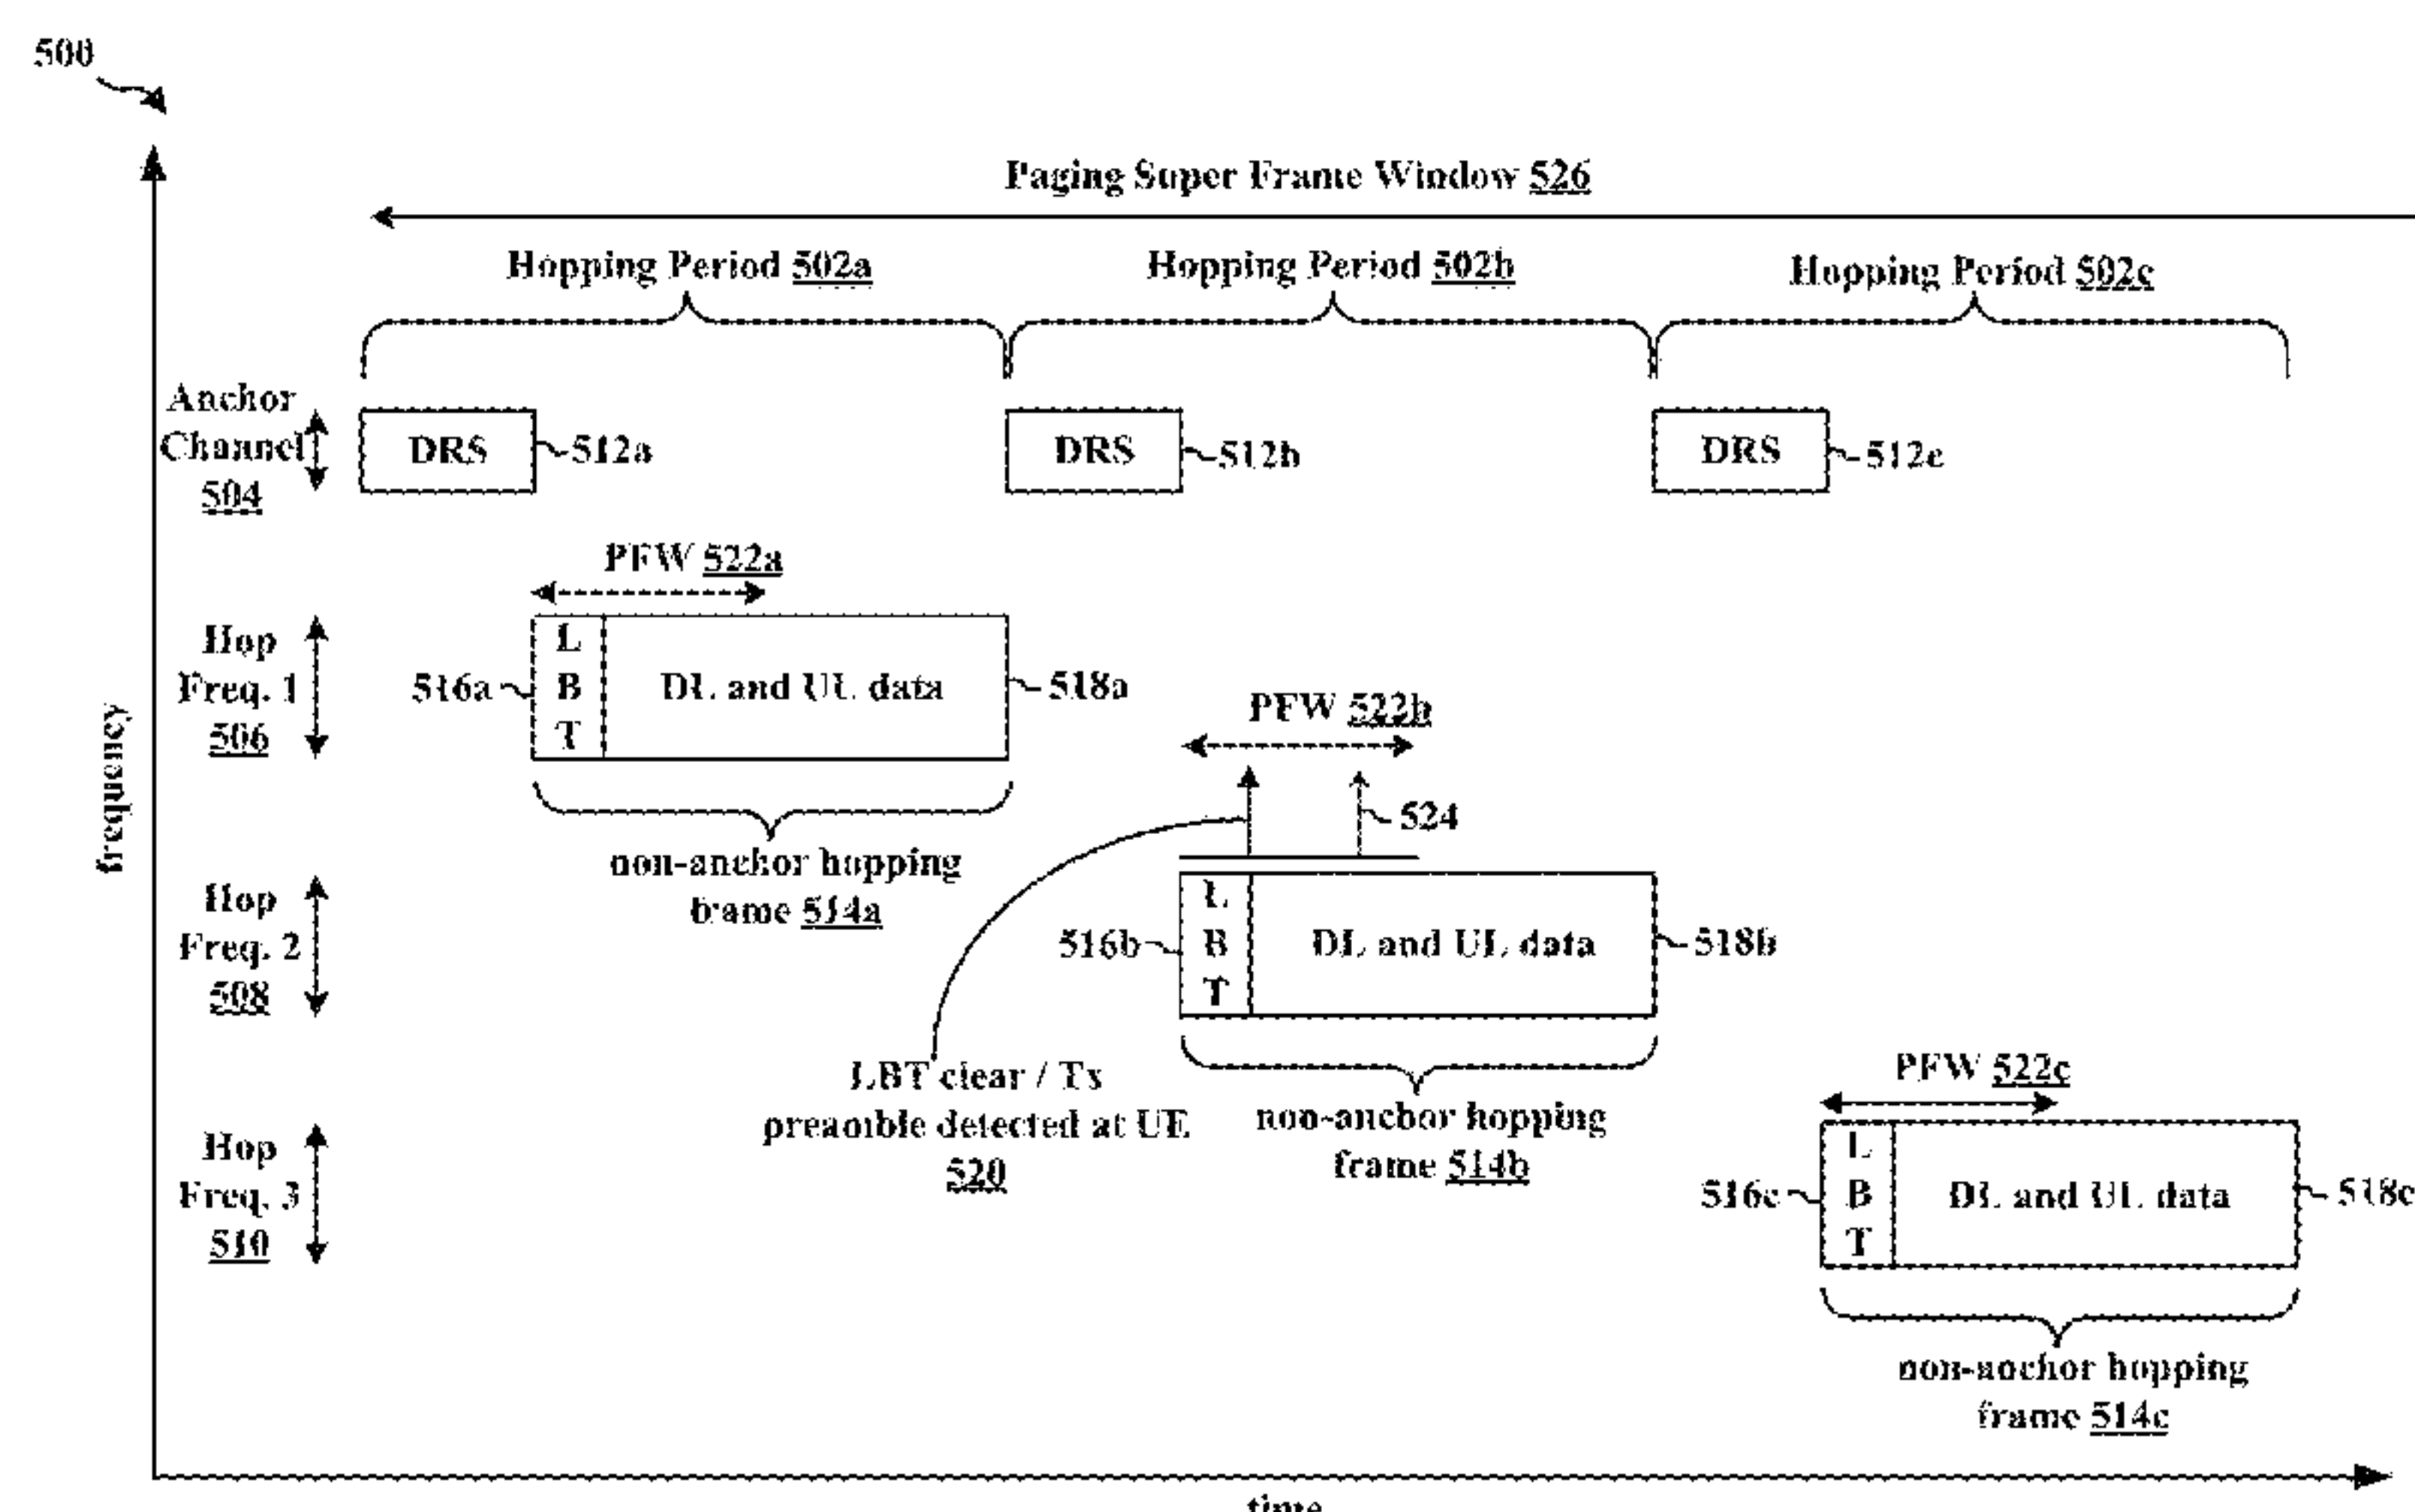 500
Paging Super Frame Window 526
Hopping Period 502a
Hopping Period 502b
Hopping Period 502c
Anchor
Channel
504
DRS
512a
DRS
512b
DRS
512c
PFW 522a
Hop
Freq. 1
506
516a
L
B
T
DL and UL data
518a
PFW 522b
524
non-anchor hopping
frame 514a
frequency
Hop
Freq. 2
508
516b
L
B
T
DL and UL data
518b
LBT clear / Tx
preamble detected at UE
520
non-anchor hopping
frame 514b
PFW 522c
Hop
Freq. 3
510
516c
L
B
T
DL and UL data
518c
non-anchor hopping
frame 514c
time